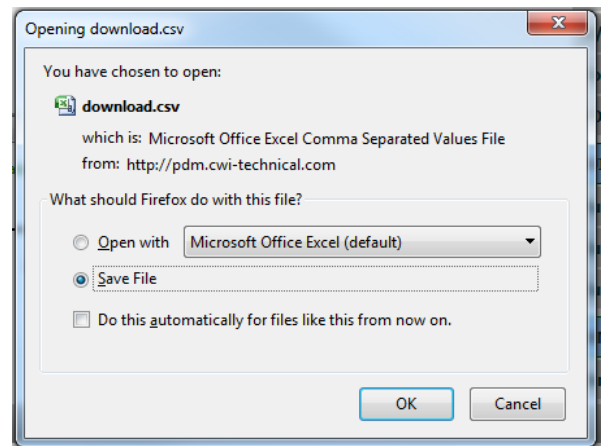 Opening download.csv
You have chosen to open:
download.csv
which is: Microsoft Office Excel Comma Separated Values File
from: http://pdm.cwi-technical.com
What should Firefox do with this file?
Open with Microsoft Office Excel (default)
Save File
Do this automatically for files like this from now on.
OK Cancel